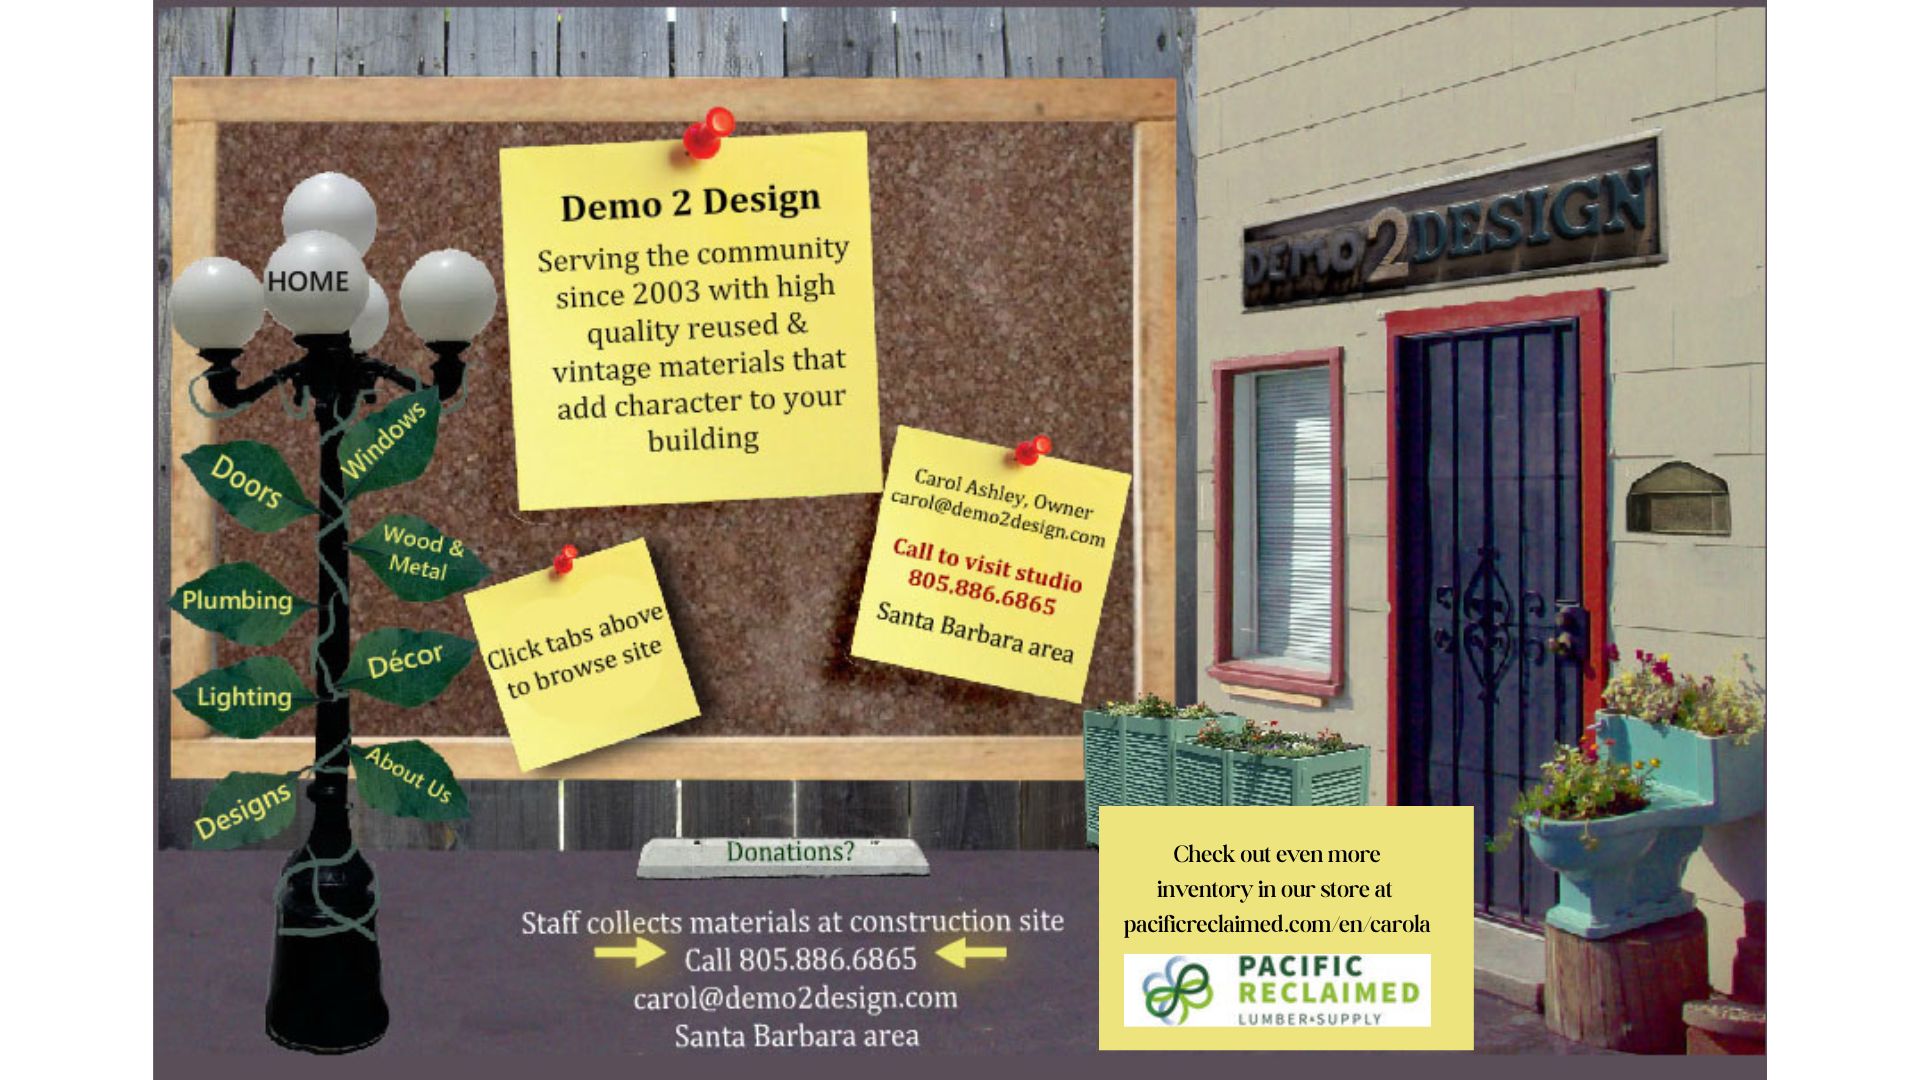 DEMO 2 DESIGN
Demo 2 Design
Serving the community
since 2003 with high
quality reused &
vintage materials that
add character to your
building
HOME
Windows
Doors
Wood &
Metal
Plumbing
Décor
Lighting
About Us
Designs
Click tabs above
to browse site
Carol Ashley, Owner
carol@demo2design.com
Call to visit studio
805.886.6865
Santa Barbara area
Donations?
Staff collects materials at construction site
Call 805.886.6865
carol@demo2design.com
Santa Barbara area
Check out even more
inventory in our store at
pacificreclaimed.com/en/carola
PACIFIC
RECLAIMED
LUMBER•SUPPLY